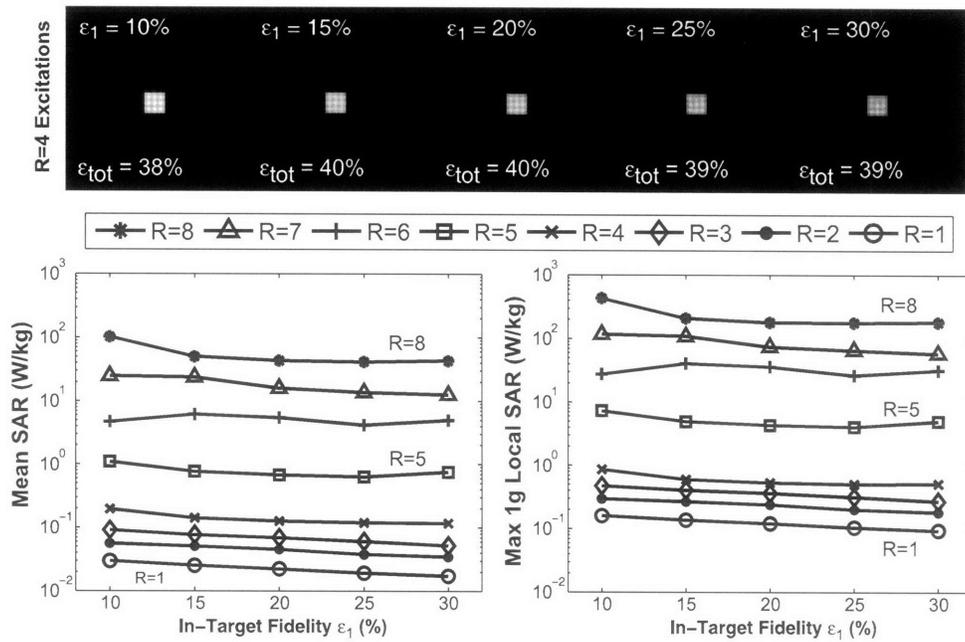 R=4 Excitations
ε1 = 10% ε1 = 15% ε1 = 20% ε1 = 25% ε1 = 30%
εtot = 38% εtot = 40% εtot = 40% εtot = 39% εtot = 39%
R=8 R=7 R=6 R=5 R=4 R=3 R=2 R=1
Mean SAR (W/kg)
10^3
10^2
10^1
10^0
10^−1
10^−2
R=8
R=5
R=1
10 15 20 25 30
In−Target Fidelity ε1 (%)
Max 1g Local SAR (W/kg)
10^3
10^2
10^1
10^0
10^−1
10^−2
R=8
R=5
R=1
10 15 20 25 30
In−Target Fidelity ε1 (%)